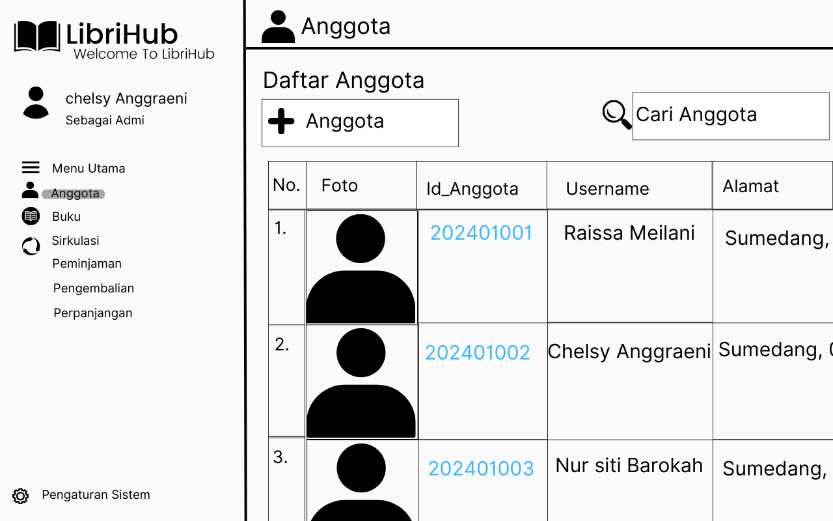 LibriHub
Welcome To LibriHub
chelsy Anggraeni
Sebagai Admi
Menu Utama
Anggota
Buku
Sirkulasi
Peminjaman
Pengembalian
Perpanjangan
Pengaturan Sistem
Anggota
Daftar Anggota
Anggota
Cari Anggota
No. Foto Id_Anggota Username Alamat
1. 202401001 Raissa Meilani Sumedang,
2. 202401002 Chelsy Anggraeni Sumedang,
3. 202401003 Nur siti Barokah Sumedang,